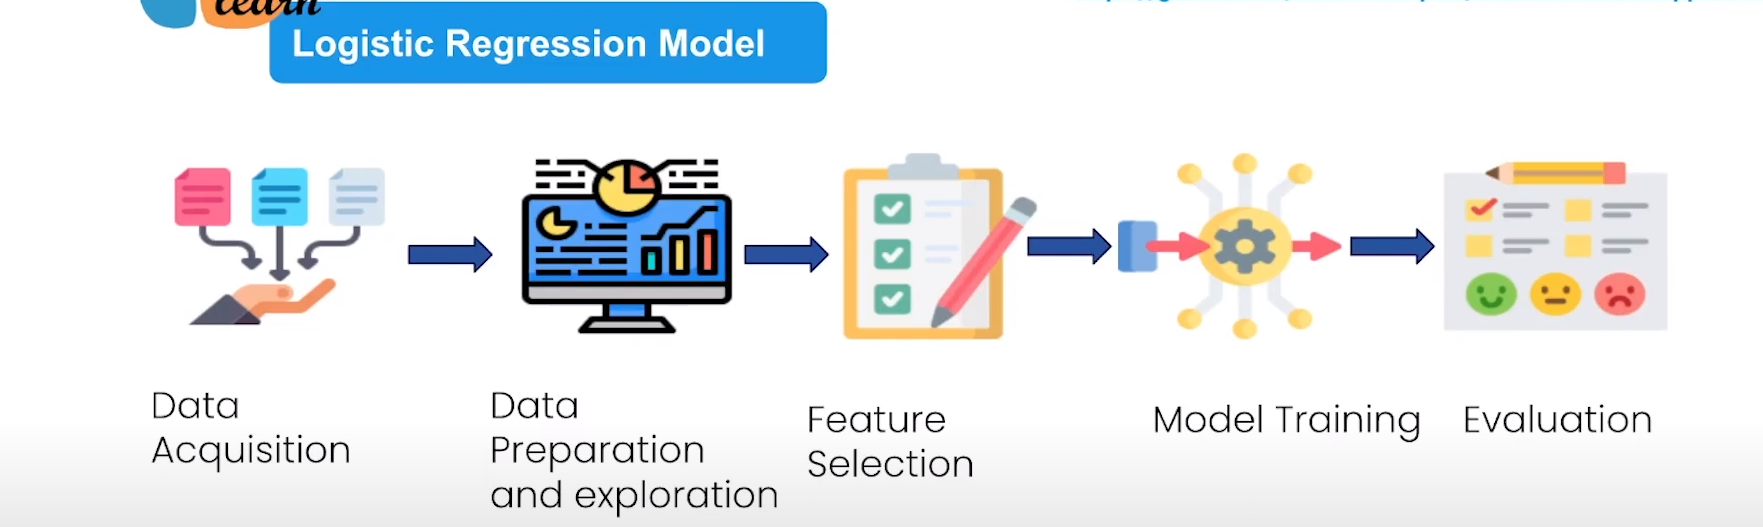 learn
Logistic Regression Model
Data
Acquisition
Data
Preparation
and exploration
Feature
Selection
Model Training
Evaluation